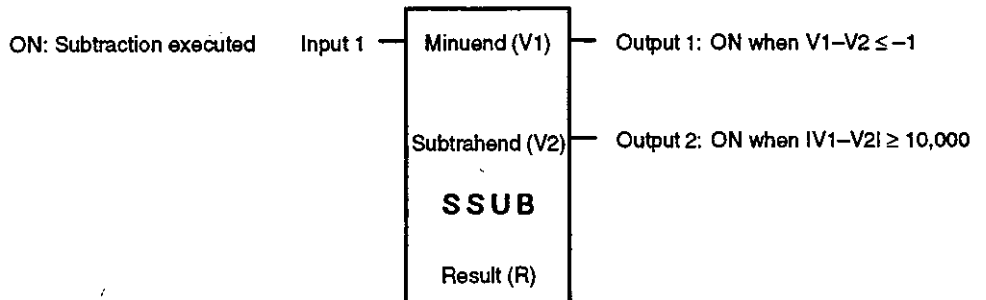 ON: Subtraction executed Input 1 Minuend (V1) Output 1: ON when V1–V2 ≤ –1
Subtrahend (V2) Output 2: ON when |V1–V2| ≥ 10,000
SSUB
Result (R)